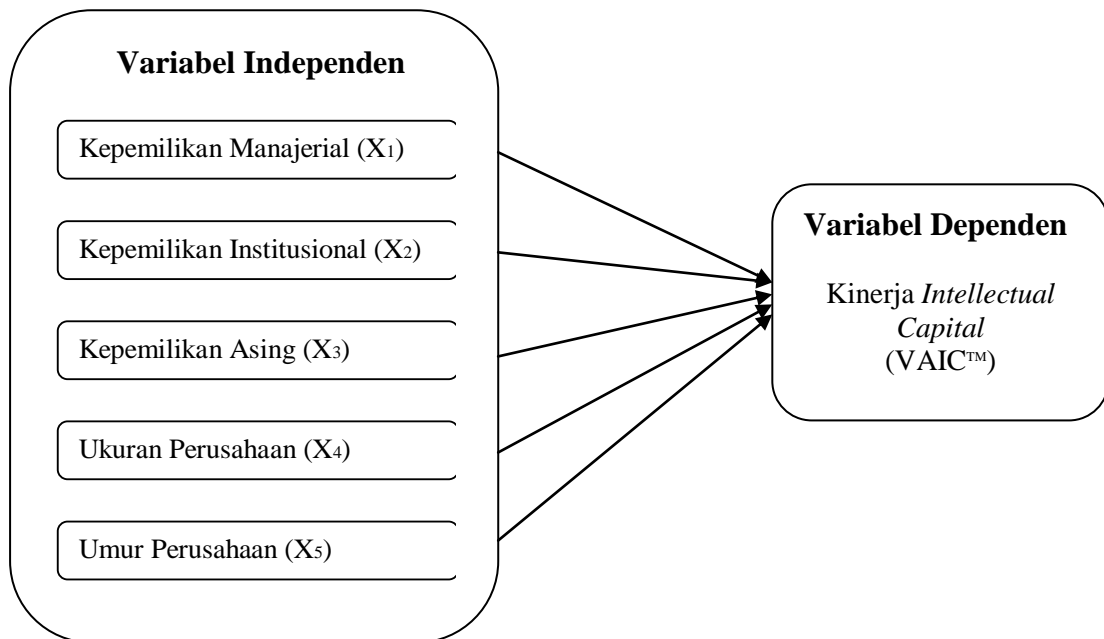 Variabel Independen
Kepemilikan Manajerial (X1)
Kepemilikan Institusional (X2)
Kepemilikan Asing (X3)
Ukuran Perusahaan (X4)
Umur Perusahaan (X5)
Variabel Dependen
Kinerja Intellectual
Capital
(VAIC™)